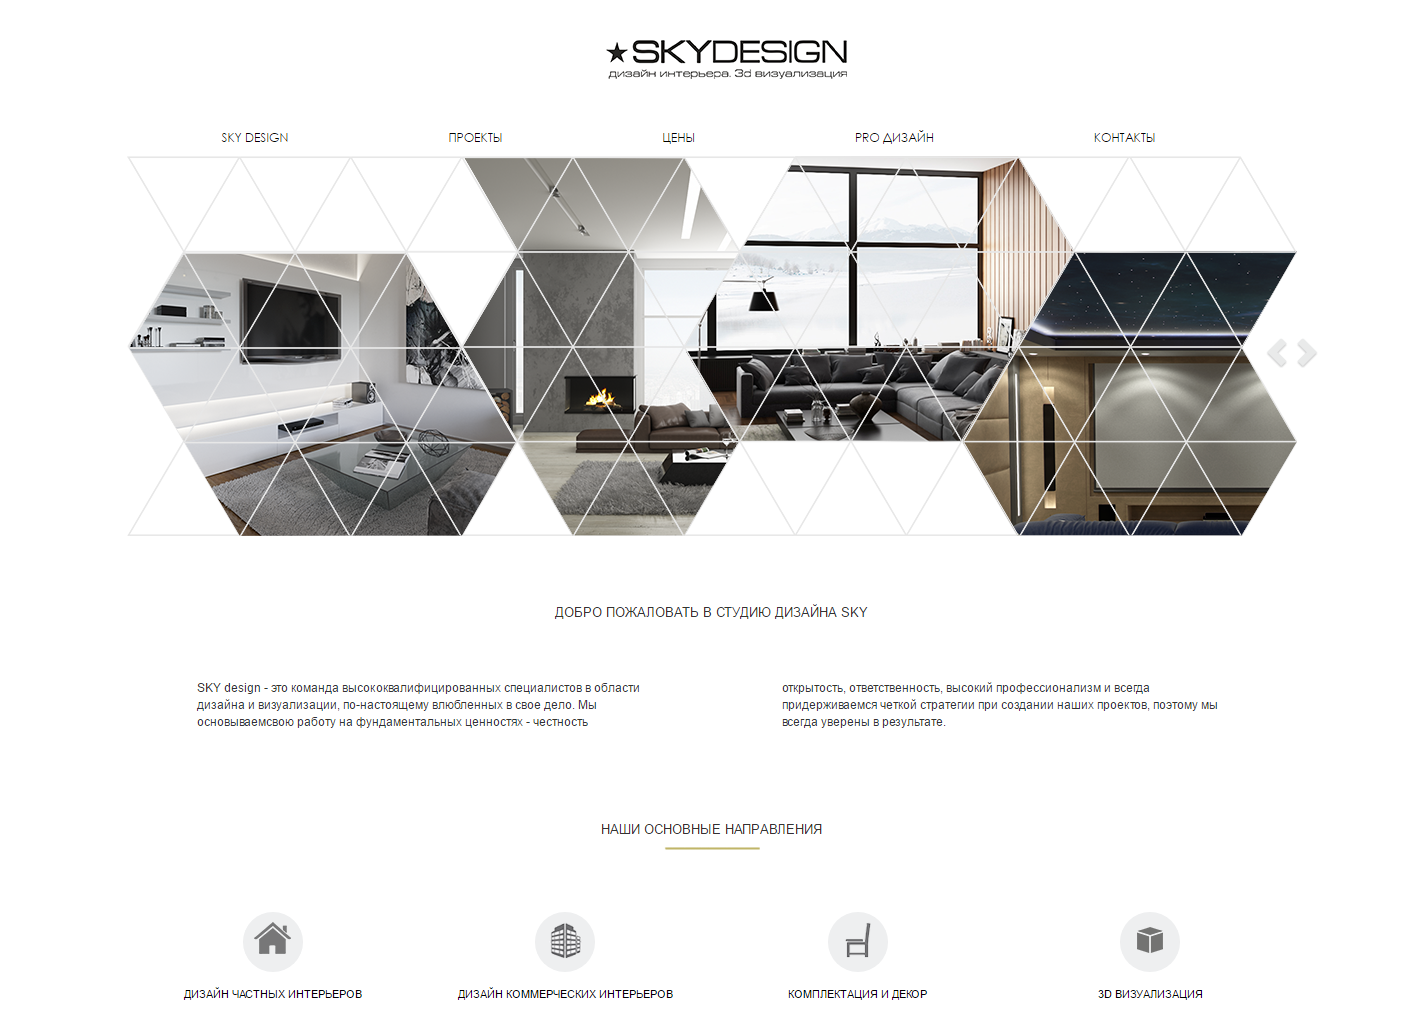 ★SKYDESIGN
дизайн интерьера. 3d визуализация
SKY DESIGN
ПРОЕКТЫ
ЦЕНЫ
PRO ДИЗАЙН
КОНТАКТЫ
ДОБРО ПОЖАЛОВАТЬ В СТУДИЮ ДИЗАЙНА SKY
SKY design - это команда высококвалифицированных специалистов в области
дизайна и визуализации, по-настоящему влюбленных в свое дело. Мы
основываемсвою работу на фундаментальных ценностях - честность
открытость, ответственность, высокий профессионализм и всегда
придерживаемся четкой стратегии при создании наших проектов, поэтому мы
всегда уверены в результате.
НАШИ ОСНОВНЫЕ НАПРАВЛЕНИЯ
ДИЗАЙН ЧАСТНЫХ ИНТЕРЬЕРОВ
ДИЗАЙН КОММЕРЧЕСКИХ ИНТЕРЬЕРОВ
КОМПЛЕКТАЦИЯ И ДЕКОР
3D ВИЗУАЛИЗАЦИЯ